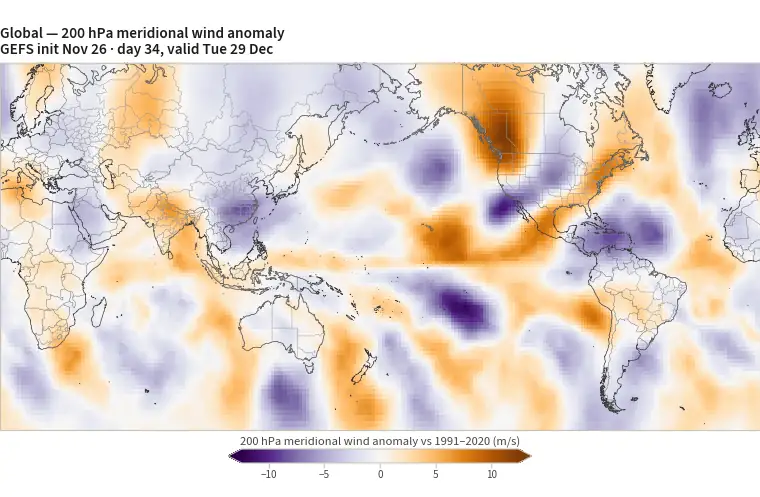 Global — 200 hPa meridional wind anomaly
GEFS init Nov 26 · day 34, valid Tue 29 Dec
200 hPa meridional wind anomaly vs 1991–2020 (m/s)
−10 −5 0 5 10